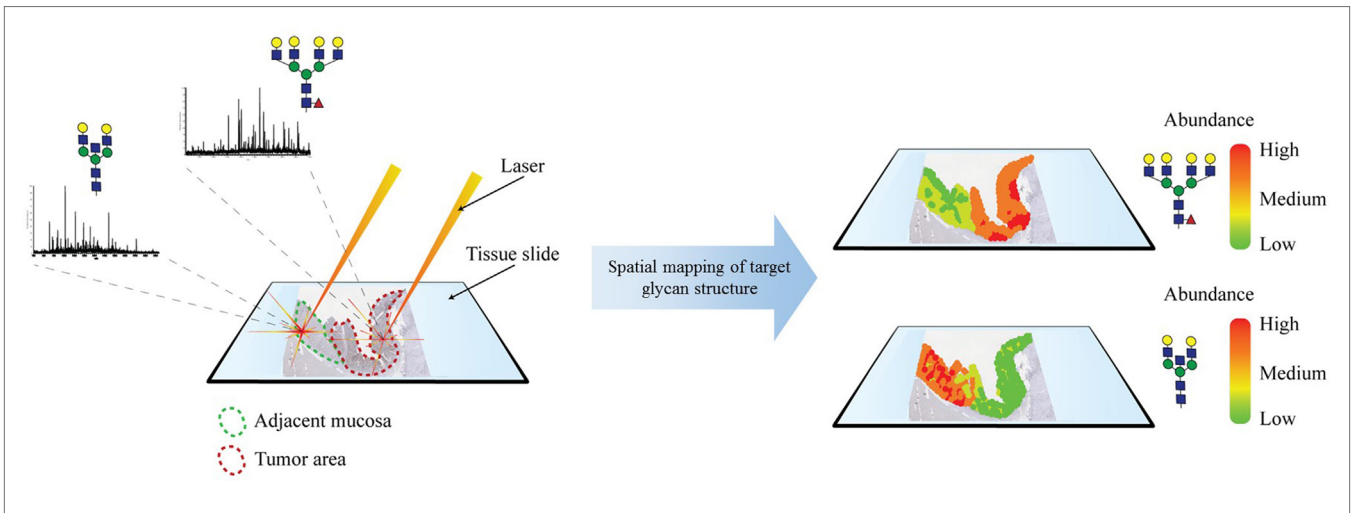 Laser
Tissue slide
Adjacent mucosa
Tumor area
Spatial mapping of target
glycan structure
Abundance
High
Medium
Low
Abundance
High
Medium
Low